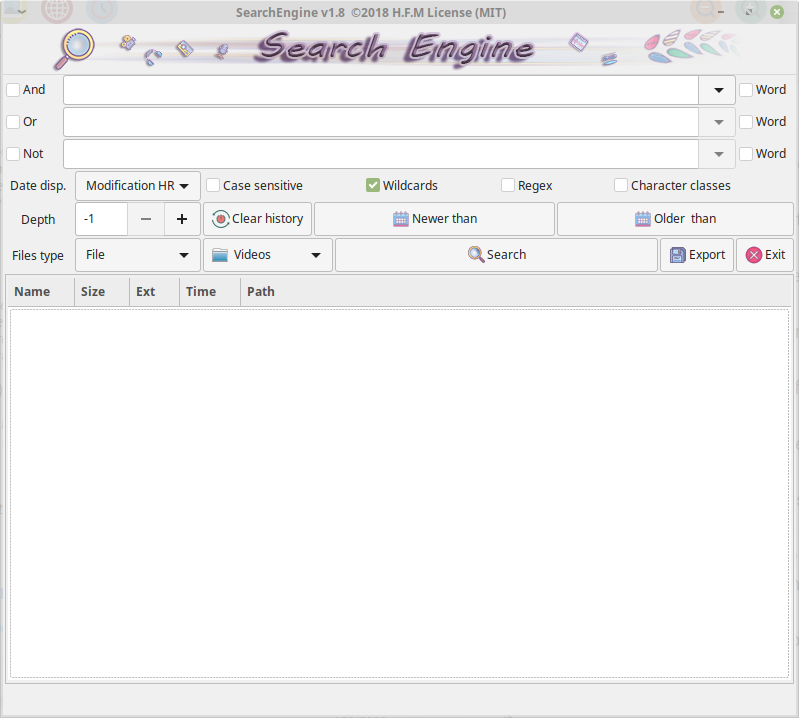 SearchEngine v1.8 ©2018 H.F.M License (MIT)
Search Engine
And Word
Or Word
Not Word
Date disp. Modification HR Case sensitive Wildcards Regex Character classes
Depth -1 Clear history Newer than Older than
Files type File Videos Search Export Exit
Name Size Ext Time Path